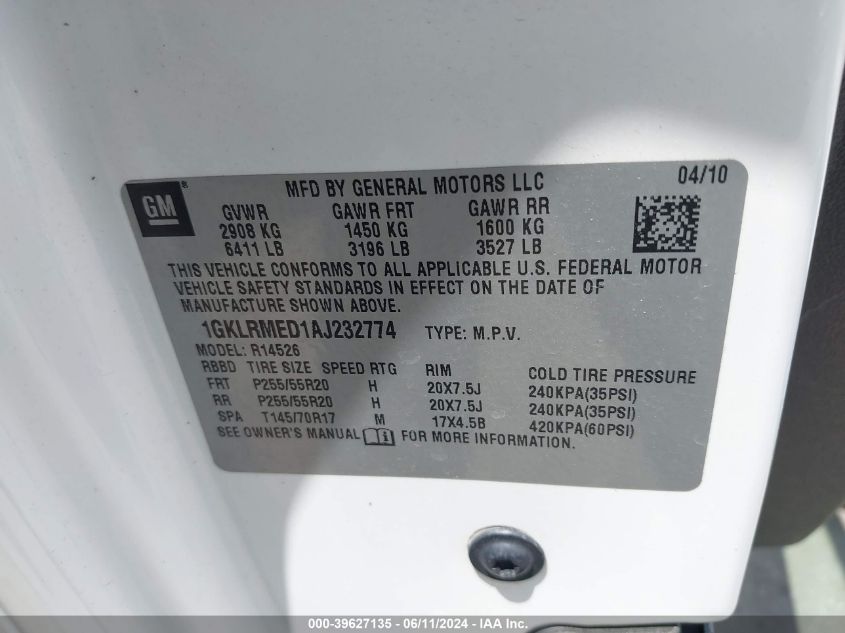 GM ®
MFD BY GENERAL MOTORS LLC 04/10
GVWR GAWR FRT GAWR RR
2908 KG 1450 KG 1600 KG
6411 LB 3196 LB 3527 LB
THIS VEHICLE CONFORMS TO ALL APPLICABLE U.S. FEDERAL MOTOR
VEHICLE SAFETY STANDARDS IN EFFECT ON THE DATE OF
MANUFACTURE SHOWN ABOVE.
1GKLRMED1AJ232774 TYPE: M.P.V.
MODEL: R14526
RBBD TIRE SIZE SPEED RTG RIM COLD TIRE PRESSURE
FRT P255/55R20 H 20X7.5J 240KPA(35PSI)
RR P255/55R20 H 20X7.5J 240KPA(35PSI)
SPA T145/70R17 M 17X4.5B 420KPA(60PSI)
SEE OWNER'S MANUAL FOR MORE INFORMATION.
000-39627135 - 06/11/2024 - IAA Inc.